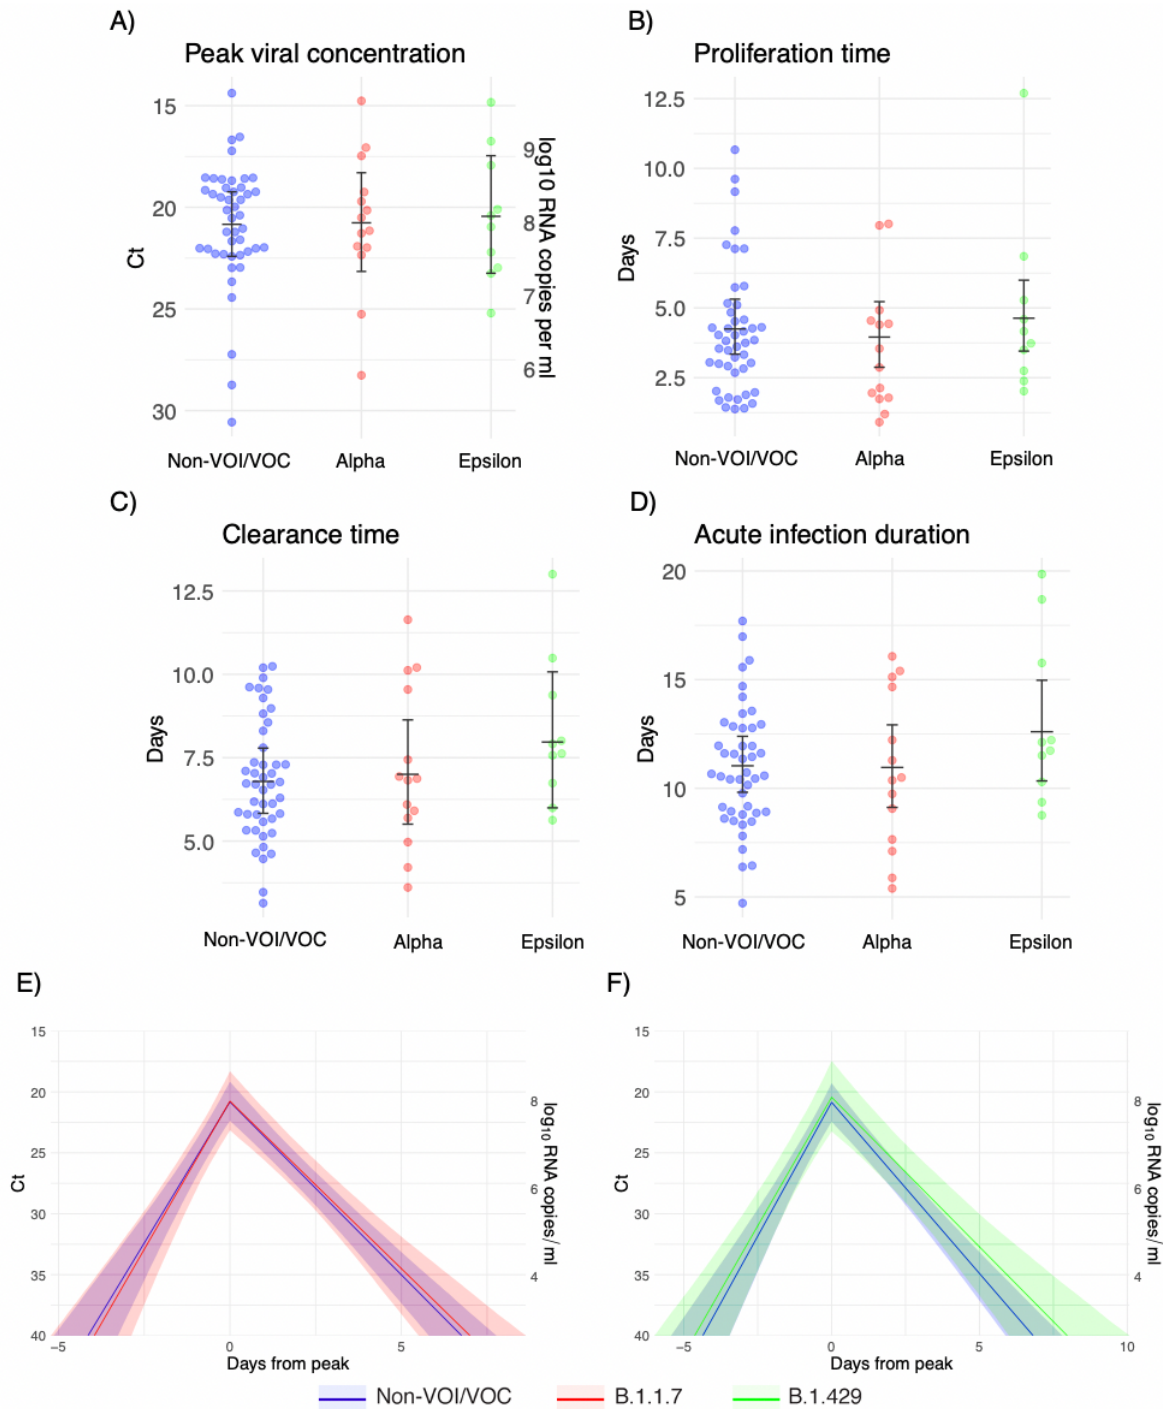 A)
Peak viral concentration
15
20
25
30
Ct
9
8
7
6
log10 RNA copies per ml
Non-VOI/VOC Alpha Epsilon
B)
Proliferation time
12.5
10.0
7.5
5.0
2.5
Days
Non-VOI/VOC Alpha Epsilon
C)
Clearance time
12.5
10.0
7.5
5.0
Days
Non-VOI/VOC Alpha Epsilon
D)
Acute infection duration
20
15
10
5
Days
Non-VOI/VOC Alpha Epsilon
E)
15
20
25
30
35
40
Ct
8
6
4
log10 RNA copies/ml
−5 0 5
Days from peak
F)
15
20
25
30
35
40
Ct
8
6
4
log10 RNA copies/ml
−5 0 5 10
Days from peak
Non-VOI/VOC B.1.1.7 B.1.429